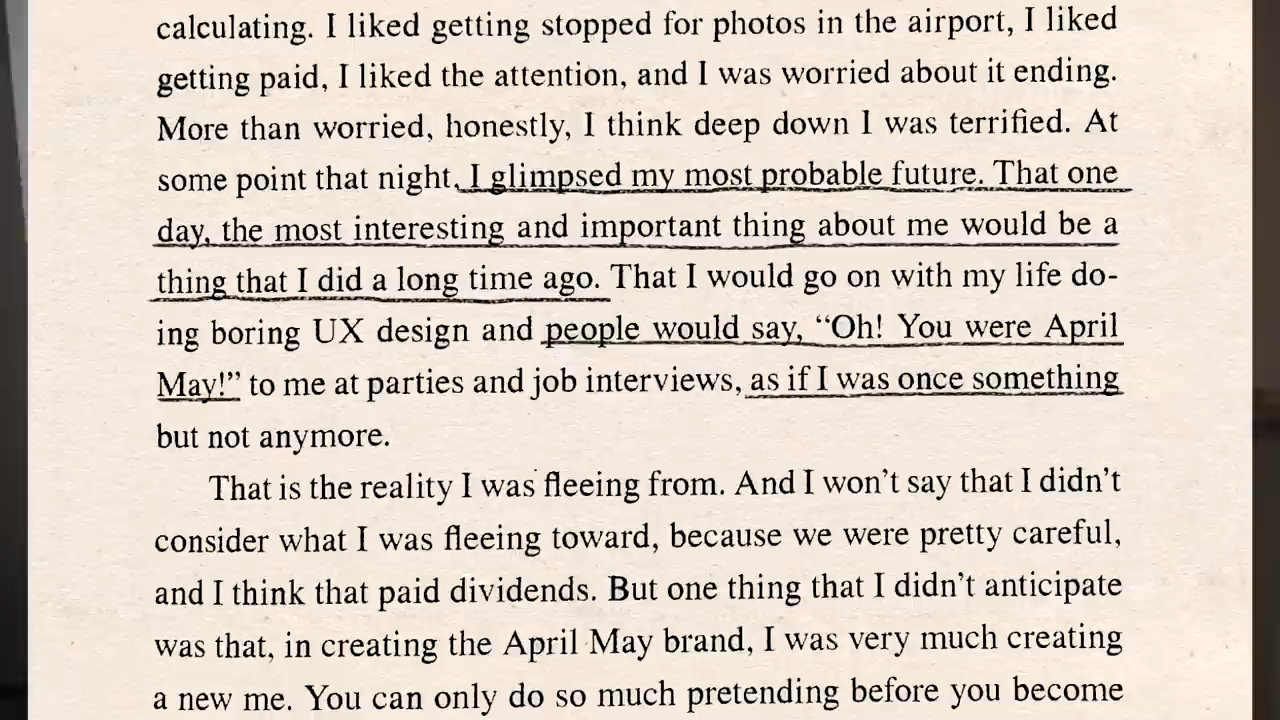 calculating. I liked getting stopped for photos in the airport, I liked
getting paid, I liked the attention, and I was worried about it ending.
More than worried, honestly, I think deep down I was terrified. At
some point that night, I glimpsed my most probable future. That one
day, the most interesting and important thing about me would be a
thing that I did a long time ago. That I would go on with my life do-
ing boring UX design and people would say, “Oh! You were April
May!” to me at parties and job interviews, as if I was once something
but not anymore.
That is the reality I was fleeing from. And I won’t say that I didn’t
consider what I was fleeing toward, because we were pretty careful,
and I think that paid dividends. But one thing that I didn’t anticipate
was that, in creating the April May brand, I was very much creating
a new me. You can only do so much pretending before you become